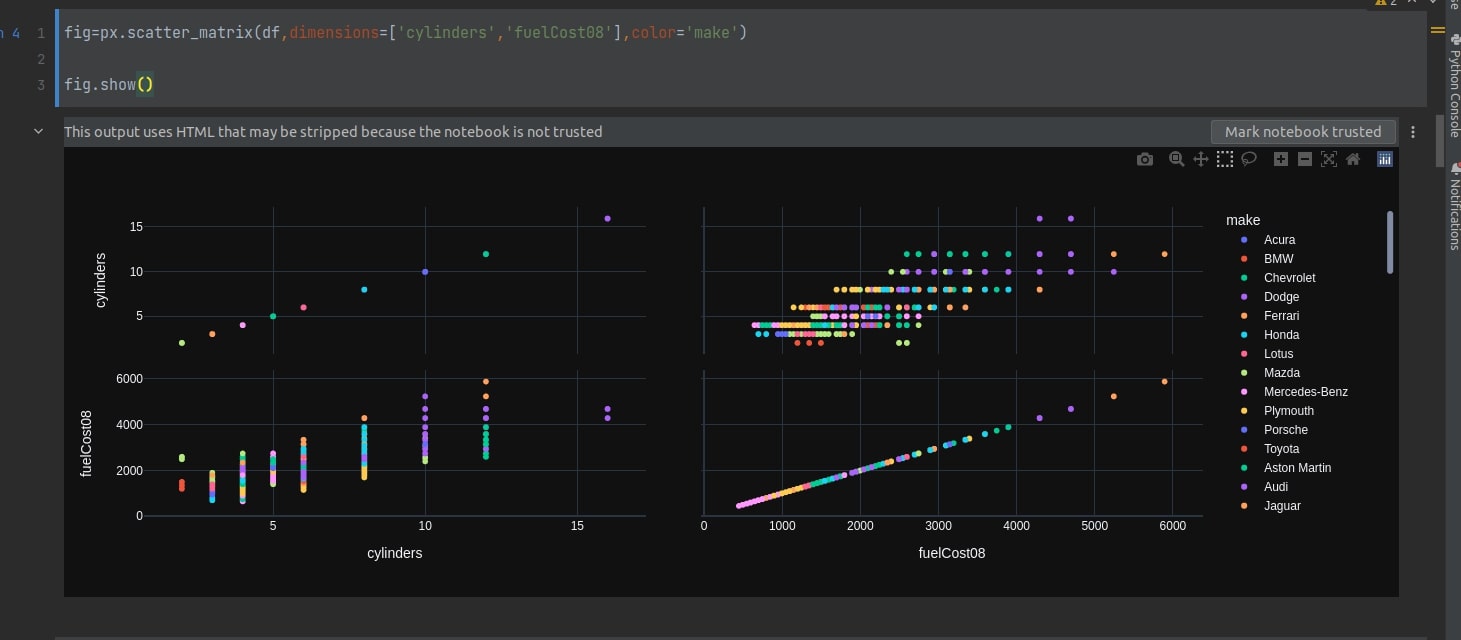 2
n 4
1 fig=px.scatter_matrix(df,dimensions=['cylinders','fuelCost08'],color='make')
2
3 fig.show()
This output uses HTML that may be stripped because the notebook is not trusted
Mark notebook trusted
se
Python Console
Notifications
cylinders
15
10
5
fuelCost08
6000
4000
2000
0
5 10 15
cylinders
0 1000 2000 3000 4000 5000 6000
fuelCost08
make
Acura
BMW
Chevrolet
Dodge
Ferrari
Honda
Lotus
Mazda
Mercedes-Benz
Plymouth
Porsche
Toyota
Aston Martin
Audi
Jaguar